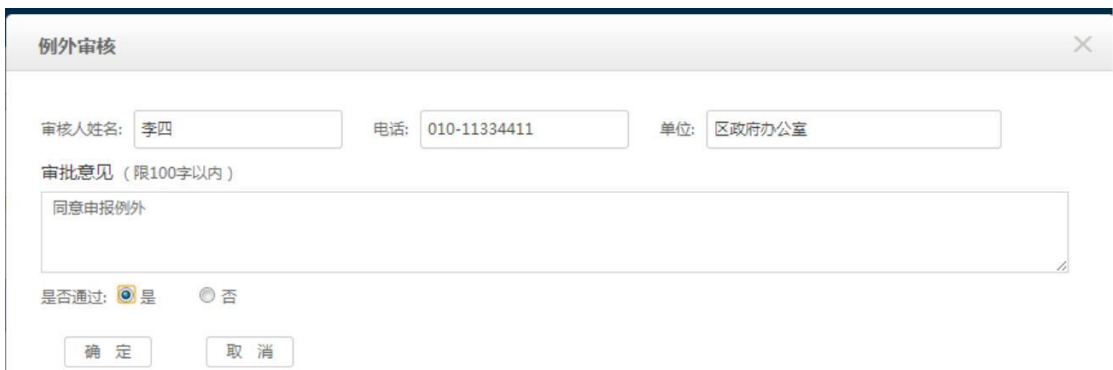 例外审核
审核人姓名: 李四 电话: 010-11334411 单位: 区政府办公室
审批意见（限100字以内）
同意申报例外
是否通过: 是 否
确 定 取 消